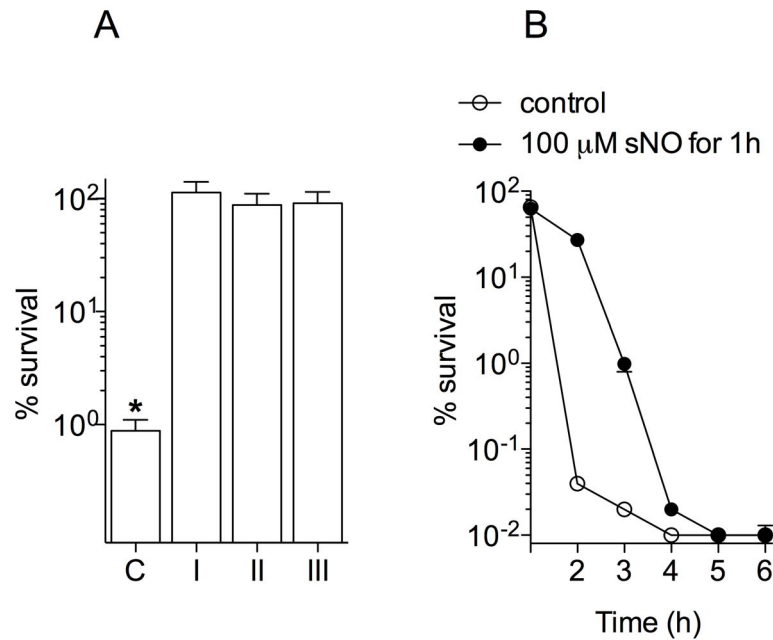 A
% survival
10²
10¹
10⁰
*
C I II III
B
control
100 μM sNO for 1h
% survival
10²
10¹
10⁰
10⁻¹
10⁻²
2 3 4 5 6
Time (h)